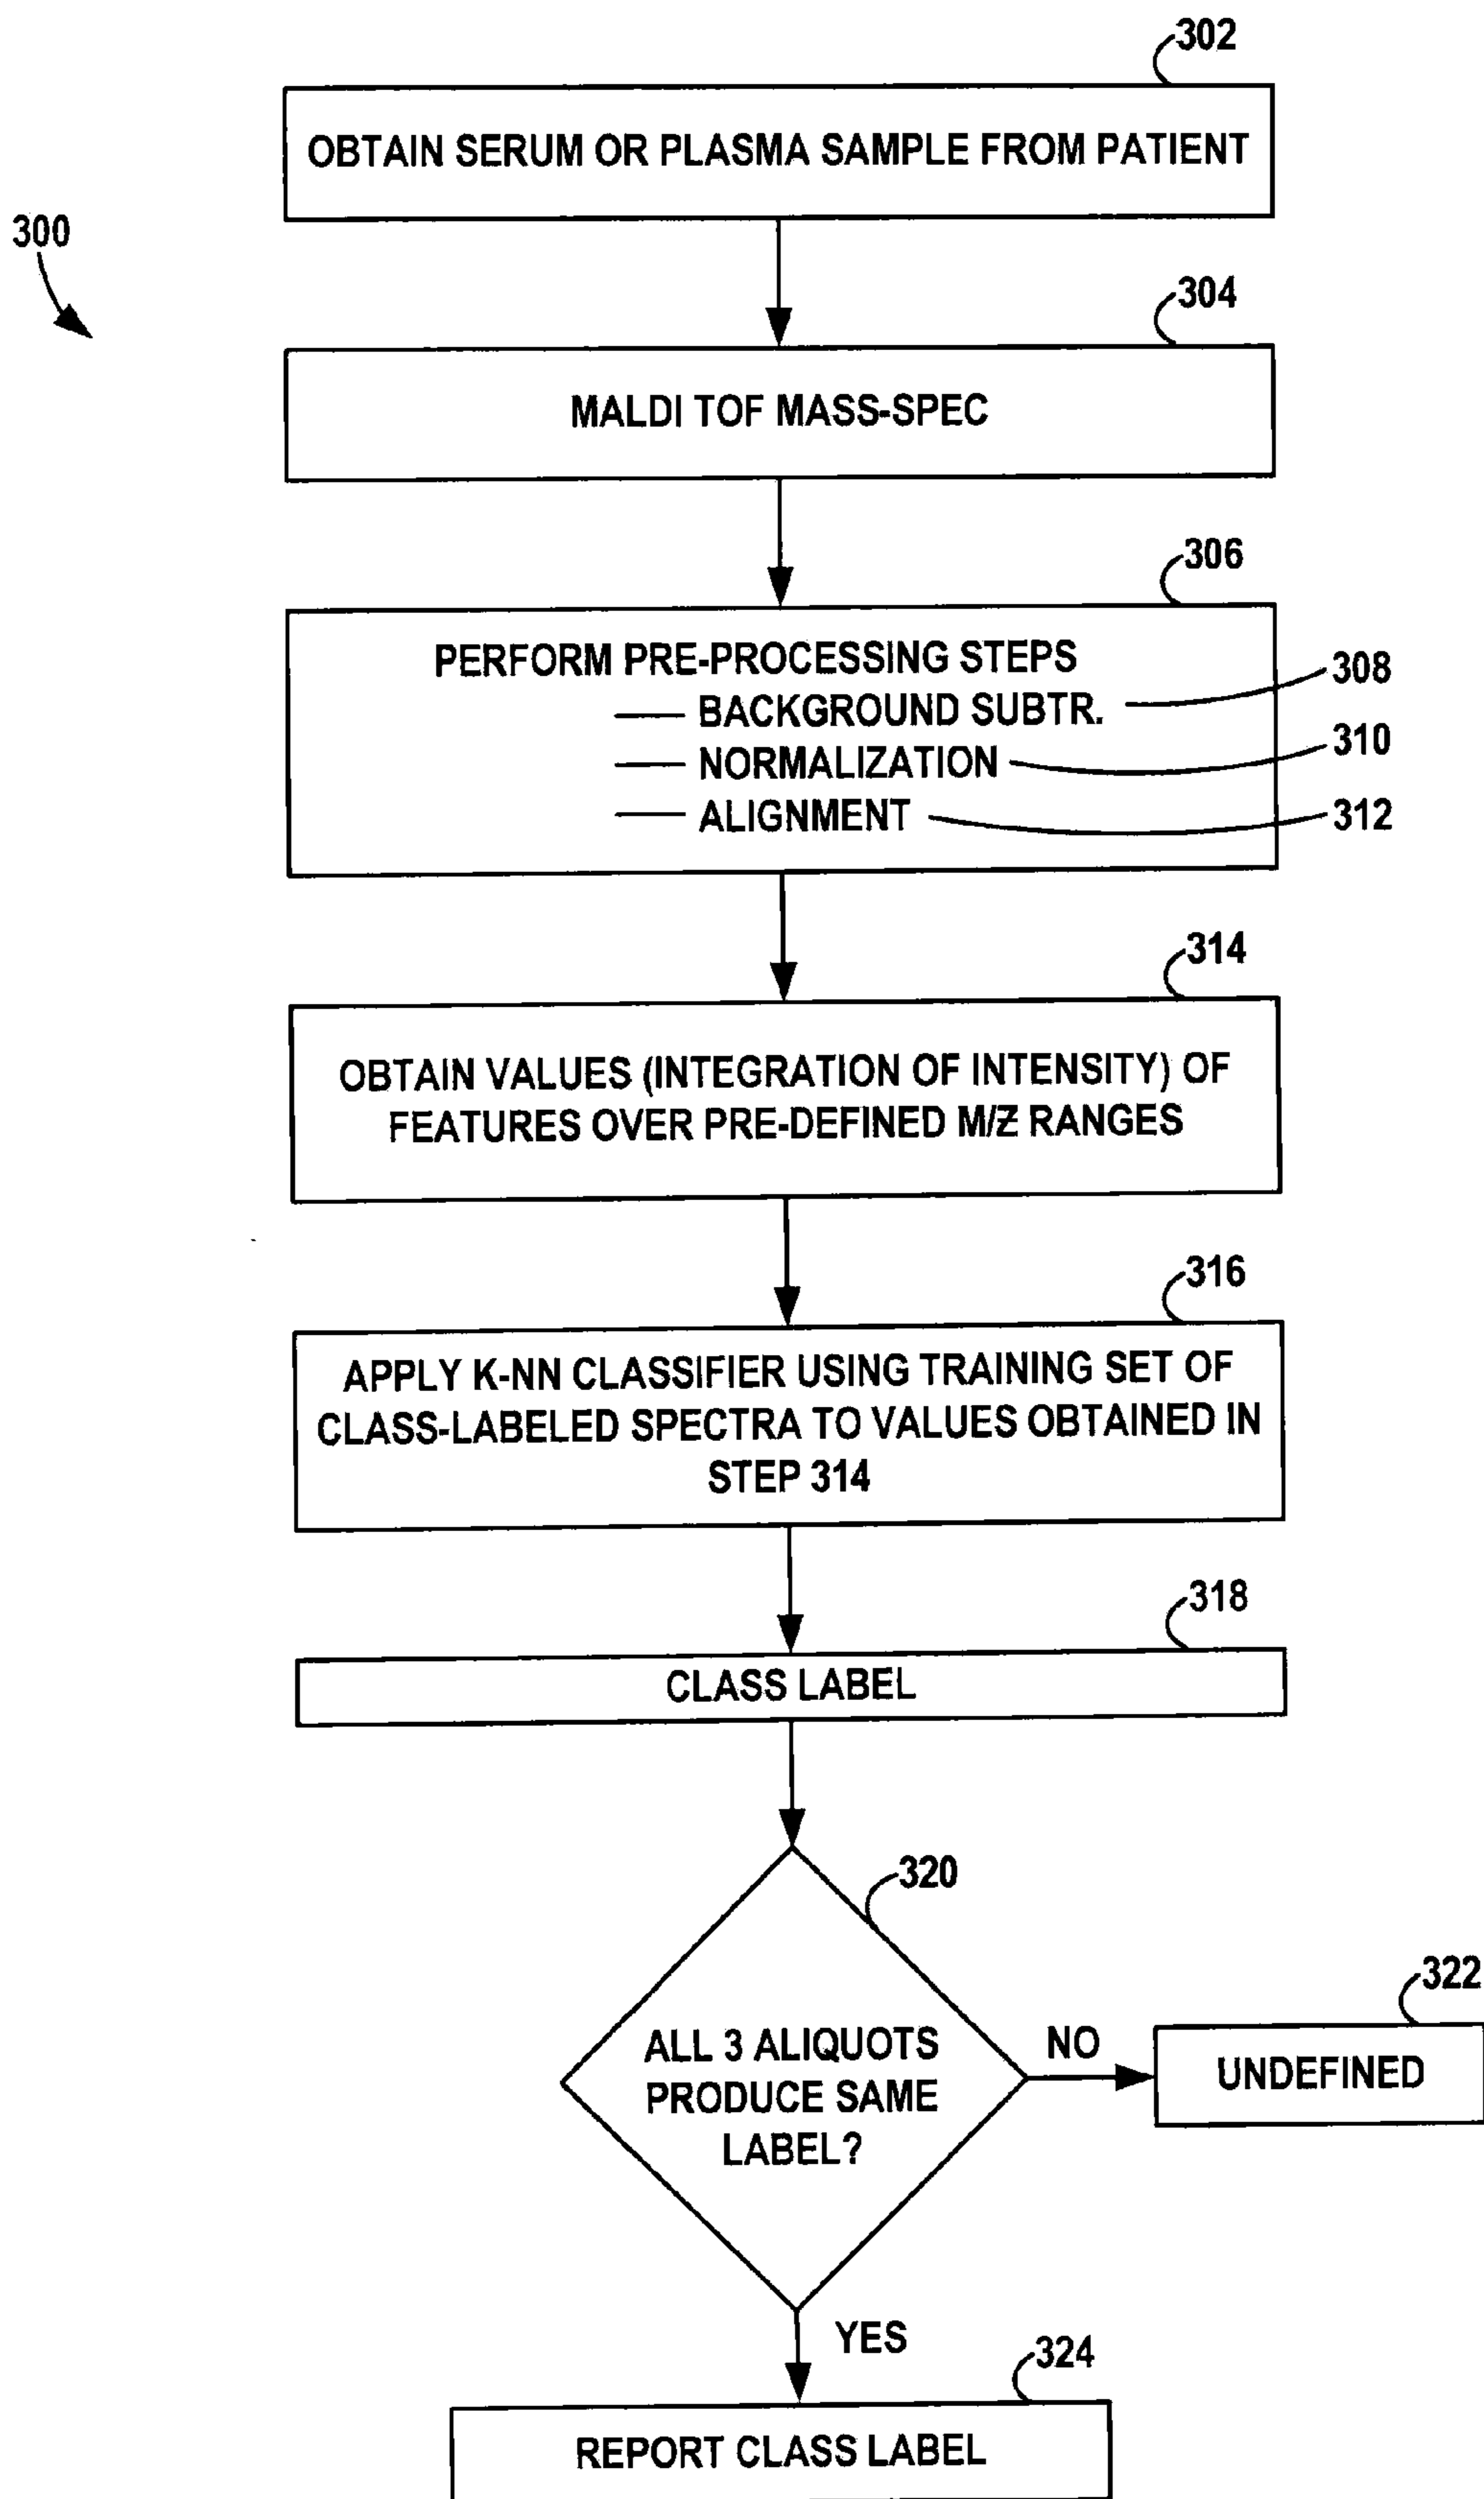 302
OBTAIN SERUM OR PLASMA SAMPLE FROM PATIENT
300
304
MALDI TOF MASS-SPEC
306
PERFORM PRE-PROCESSING STEPS
— BACKGROUND SUBTR.
308
— NORMALIZATION
310
— ALIGNMENT
312
314
OBTAIN VALUES (INTEGRATION OF INTENSITY) OF
FEATURES OVER PRE-DEFINED M/Z RANGES
316
APPLY K-NN CLASSIFIER USING TRAINING SET OF
CLASS-LABELED SPECTRA TO VALUES OBTAINED IN
STEP 314
318
CLASS LABEL
320
ALL 3 ALIQUOTS
PRODUCE SAME
LABEL?
NO
322
UNDEFINED
YES
324
REPORT CLASS LABEL